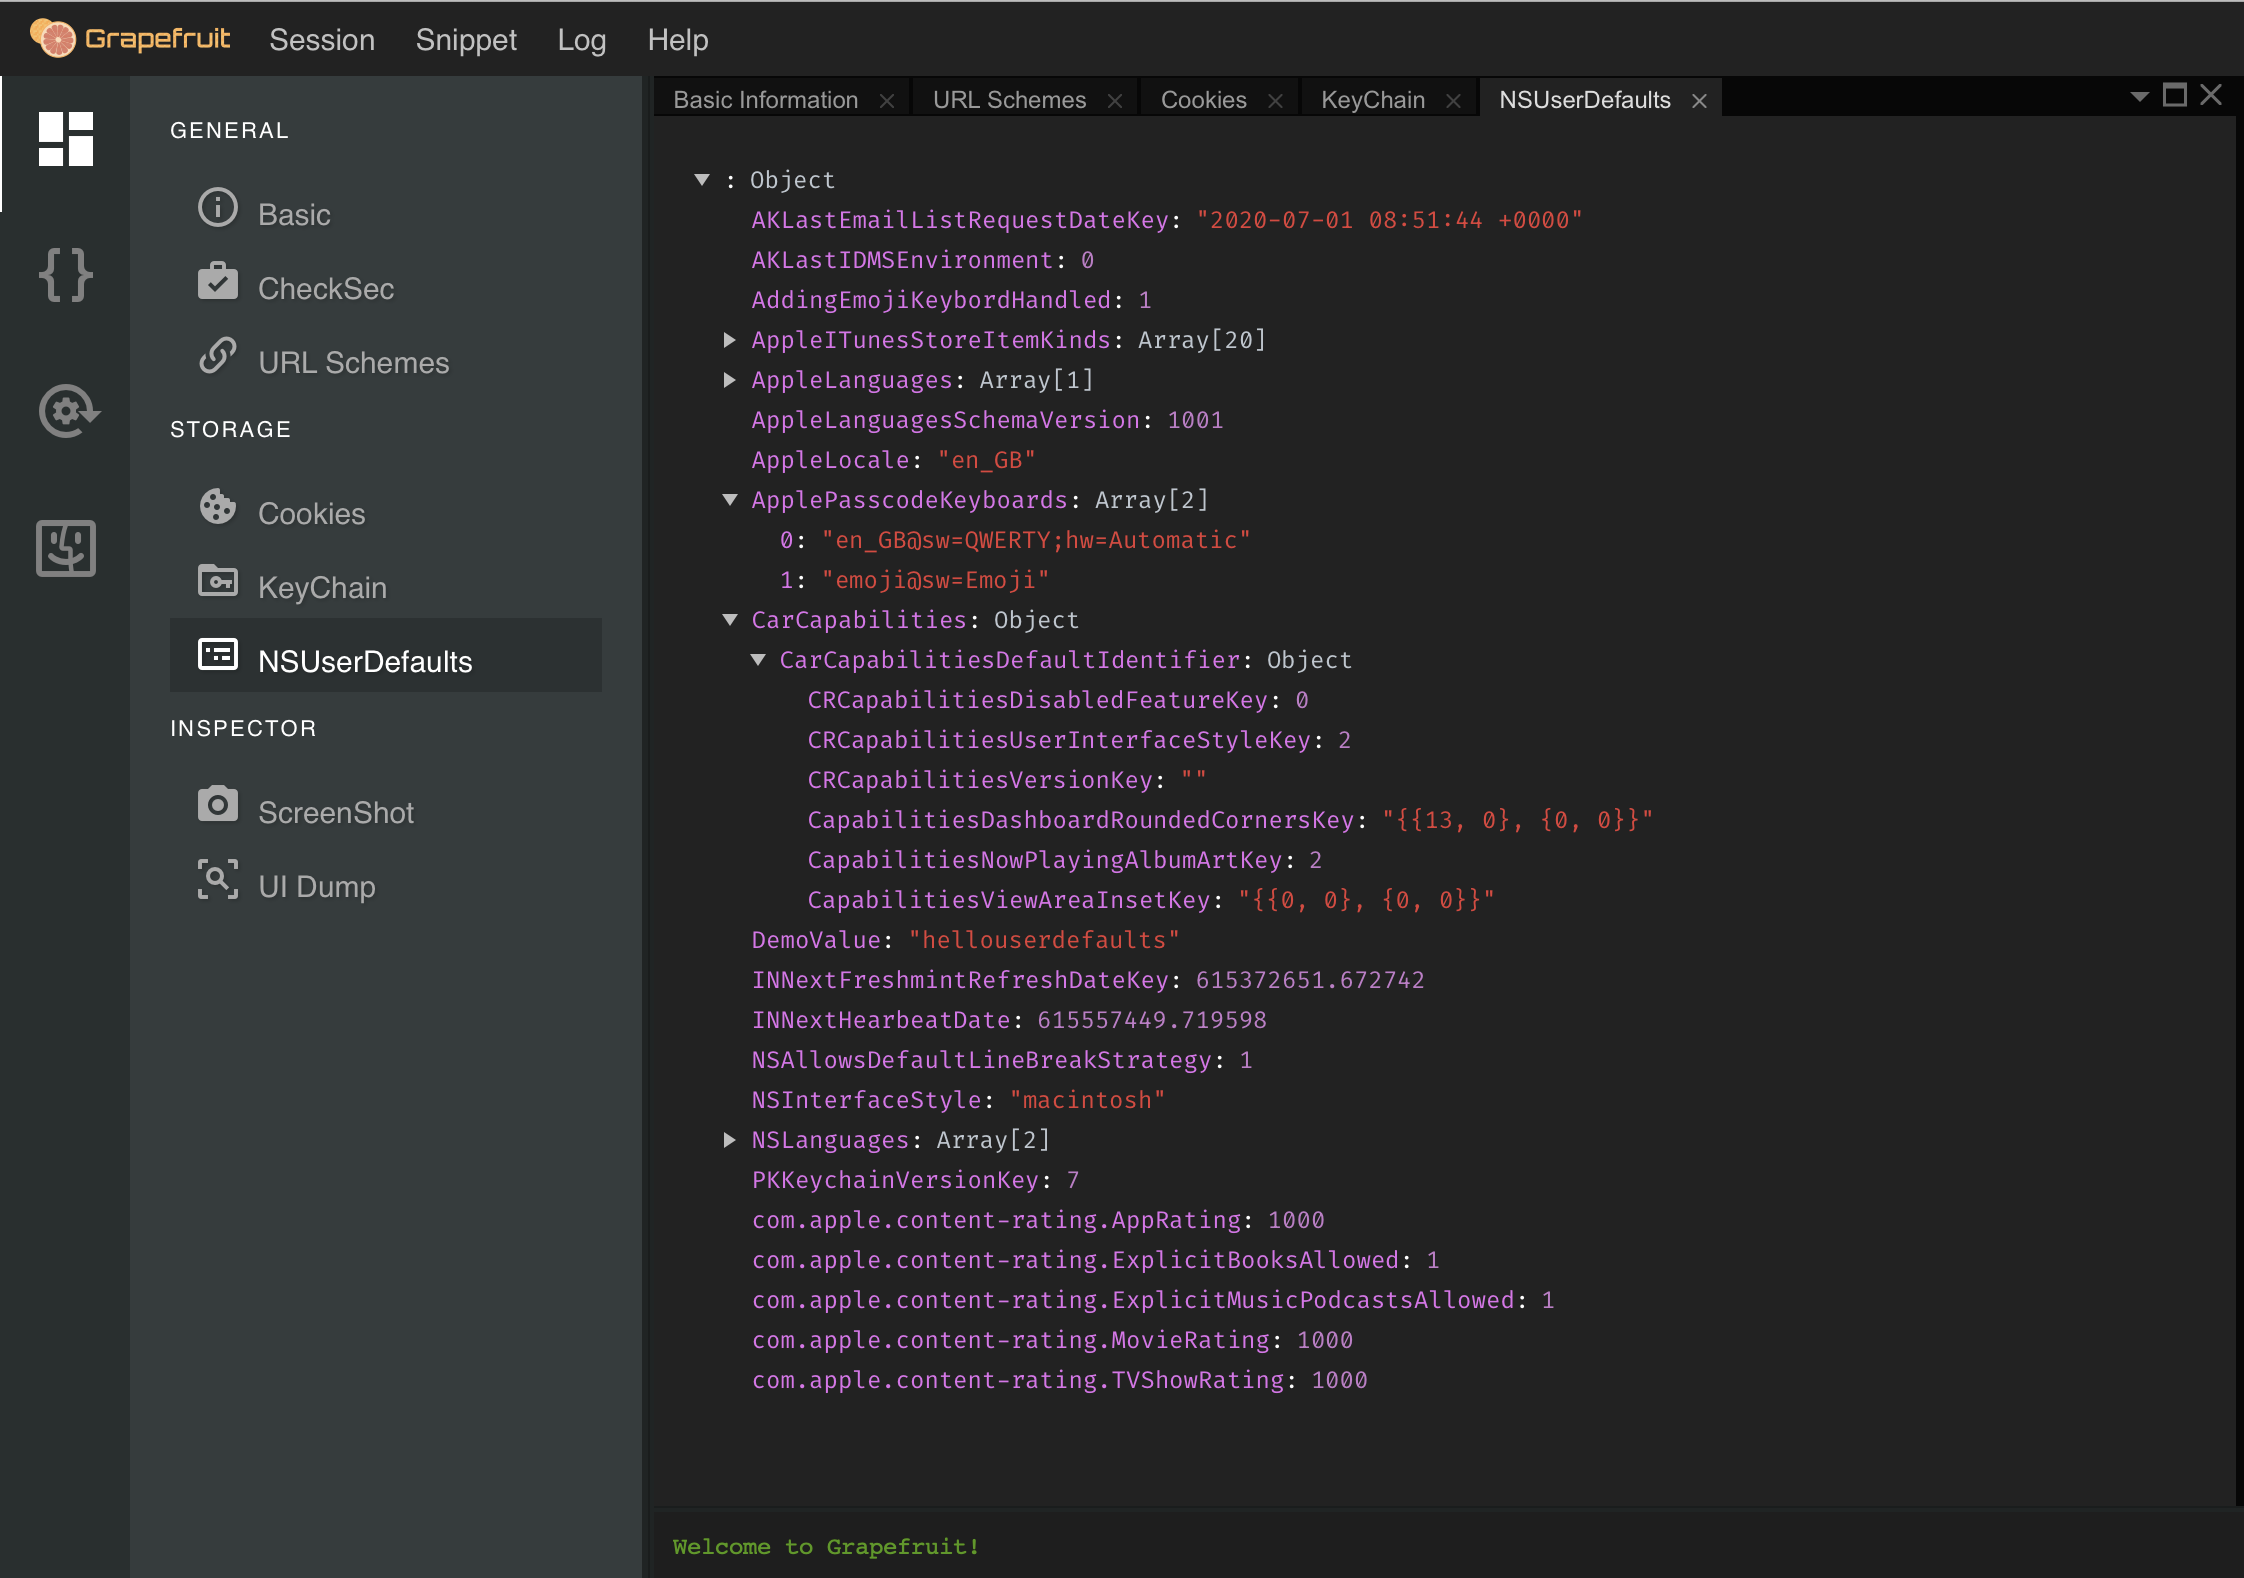 Grapefruit Session Snippet Log Help
GENERAL
Basic
CheckSec
URL Schemes
STORAGE
Cookies
KeyChain
NSUserDefaults
INSPECTOR
ScreenShot
UI Dump
Basic Information URL Schemes Cookies KeyChain NSUserDefaults
: Object
AKLastEmailListRequestDateKey: "2020-07-01 08:51:44 +0000"
AKLastIDMSEnvironment: 0
AddingEmojiKeybordHandled: 1
AppleITunesStoreItemKinds: Array[20]
AppleLanguages: Array[1]
AppleLanguagesSchemaVersion: 1001
AppleLocale: "en_GB"
ApplePasscodeKeyboards: Array[2]
0: "en_GB@sw=QWERTY;hw=Automatic"
1: "emoji@sw=Emoji"
CarCapabilities: Object
CarCapabilitiesDefaultIdentifier: Object
CRCapabilitiesDisabledFeatureKey: 0
CRCapabilitiesUserInterfaceStyleKey: 2
CRCapabilitiesVersionKey: ""
CapabilitiesDashboardRoundedCornersKey: "{{13, 0}, {0, 0}}"
CapabilitiesNowPlayingAlbumArtKey: 2
CapabilitiesViewAreaInsetKey: "{{0, 0}, {0, 0}}"
DemoValue: "hellouserdefaults"
INNextFreshmintRefreshDateKey: 615372651.672742
INNextHearbeatDate: 615557449.719598
NSAllowsDefaultLineBreakStrategy: 1
NSInterfaceStyle: "macintosh"
NSLanguages: Array[2]
PKKeychainVersionKey: 7
com.apple.content-rating.AppRating: 1000
com.apple.content-rating.ExplicitBooksAllowed: 1
com.apple.content-rating.ExplicitMusicPodcastsAllowed: 1
com.apple.content-rating.MovieRating: 1000
com.apple.content-rating.TVShowRating: 1000
Welcome to Grapefruit!